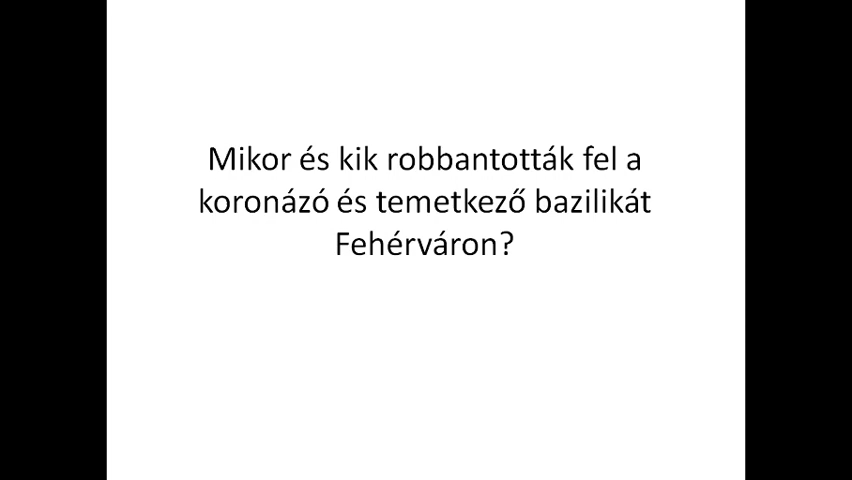 Mikor és kik robbantották fel a
koronázó és temetkező bazilikát
Fehérváron?